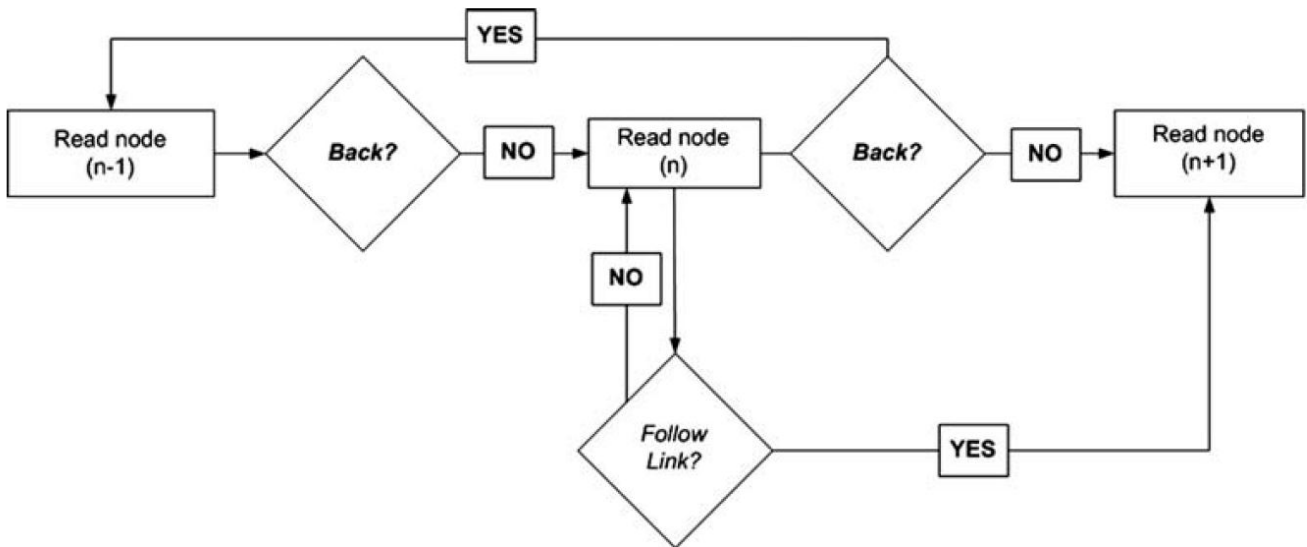 YES
Read node
(n-1)
Back?
NO
Read node
(n)
Back?
NO
Read node
(n+1)
NO
Follow
Link?
YES